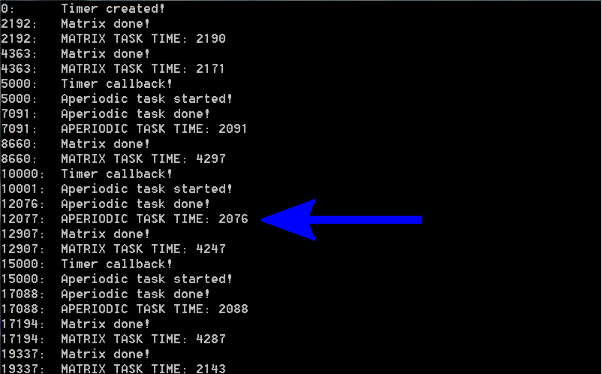 0: Timer created!
2192: Matrix done!
2192: MATRIX TASK TIME: 2190
4363: Matrix done!
4363: MATRIX TASK TIME: 2171
5000: Timer callback!
5000: Aperiodic task started!
7091: Aperiodic task done!
7091: APERIODIC TASK TIME: 2091
8660: Matrix done!
8660: MATRIX TASK TIME: 4297
10000: Timer callback!
10001: Aperiodic task started!
12076: Aperiodic task done!
12077: APERIODIC TASK TIME: 2076
12907: Matrix done!
12907: MATRIX TASK TIME: 4247
15000: Timer callback!
15000: Aperiodic task started!
17088: Aperiodic task done!
17088: APERIODIC TASK TIME: 2088
17194: Matrix done!
17194: MATRIX TASK TIME: 4287
19337: Matrix done!
19337: MATRIX TASK TIME: 2143